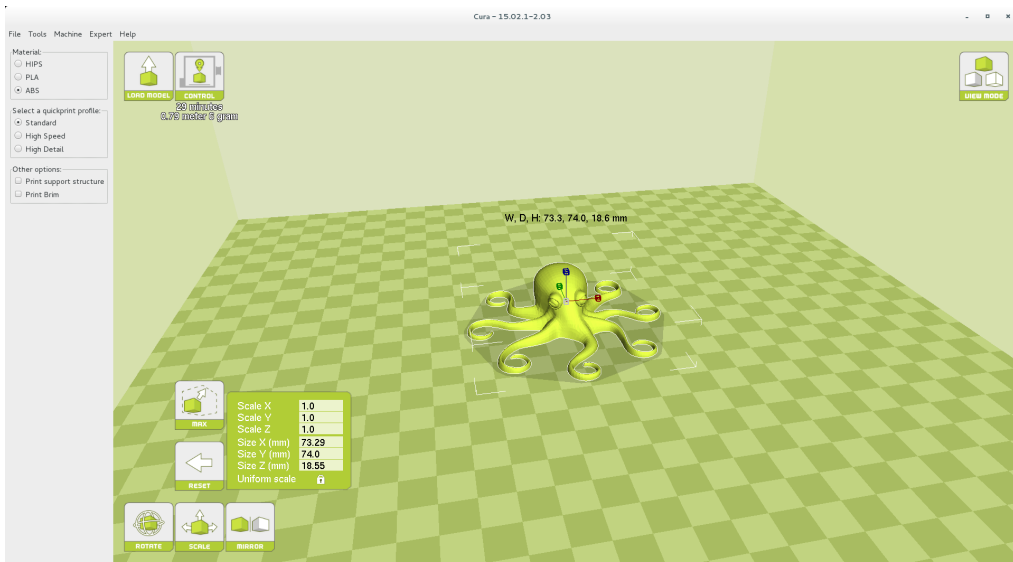 Cura - 15.02.1-2.03
File Tools Machine Expert Help
Material:
HIPS
PLA
ABS
Select a quickprint profile:
Standard
High Speed
High Detail
Other options:
Print support structure
Print Brim
LOAD MODEL
CONTROL
29 minutes
0.79 meter 6 gram
VIEW MODE
W, D, H: 73.3, 74.0, 18.6 mm
MAX
RESET
Scale X 1.0
Scale Y 1.0
Scale Z 1.0
Size X (mm) 73.29
Size Y (mm) 74.0
Size Z (mm) 18.55
Uniform scale
ROTATE
SCALE
MIRROR